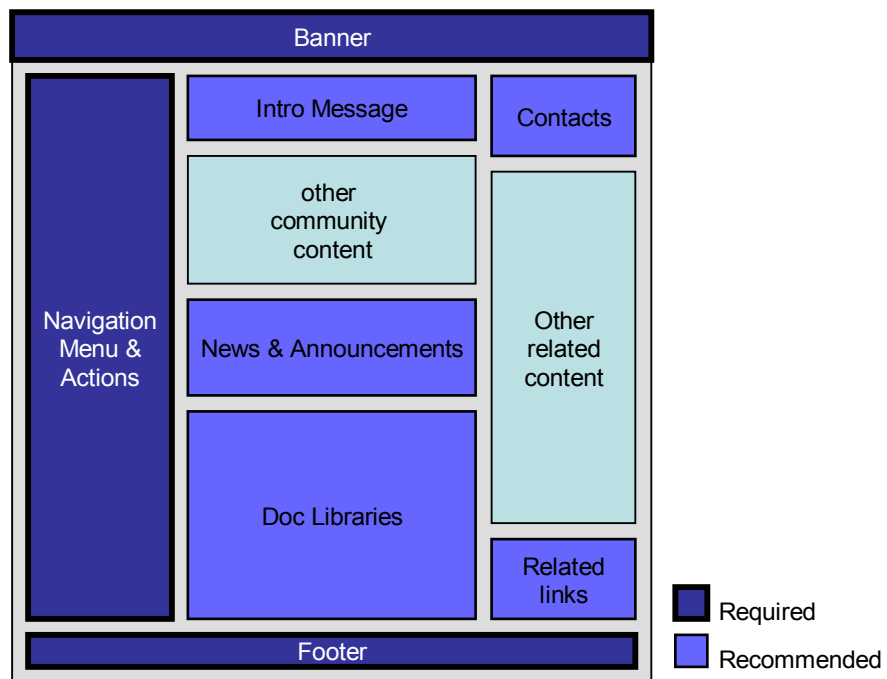 Banner
Navigation
Menu &
Actions
Intro Message
other
community
content
News & Announcements
Doc Libraries
Contacts
Other
related
content
Related
links
Footer
Required
Recommended